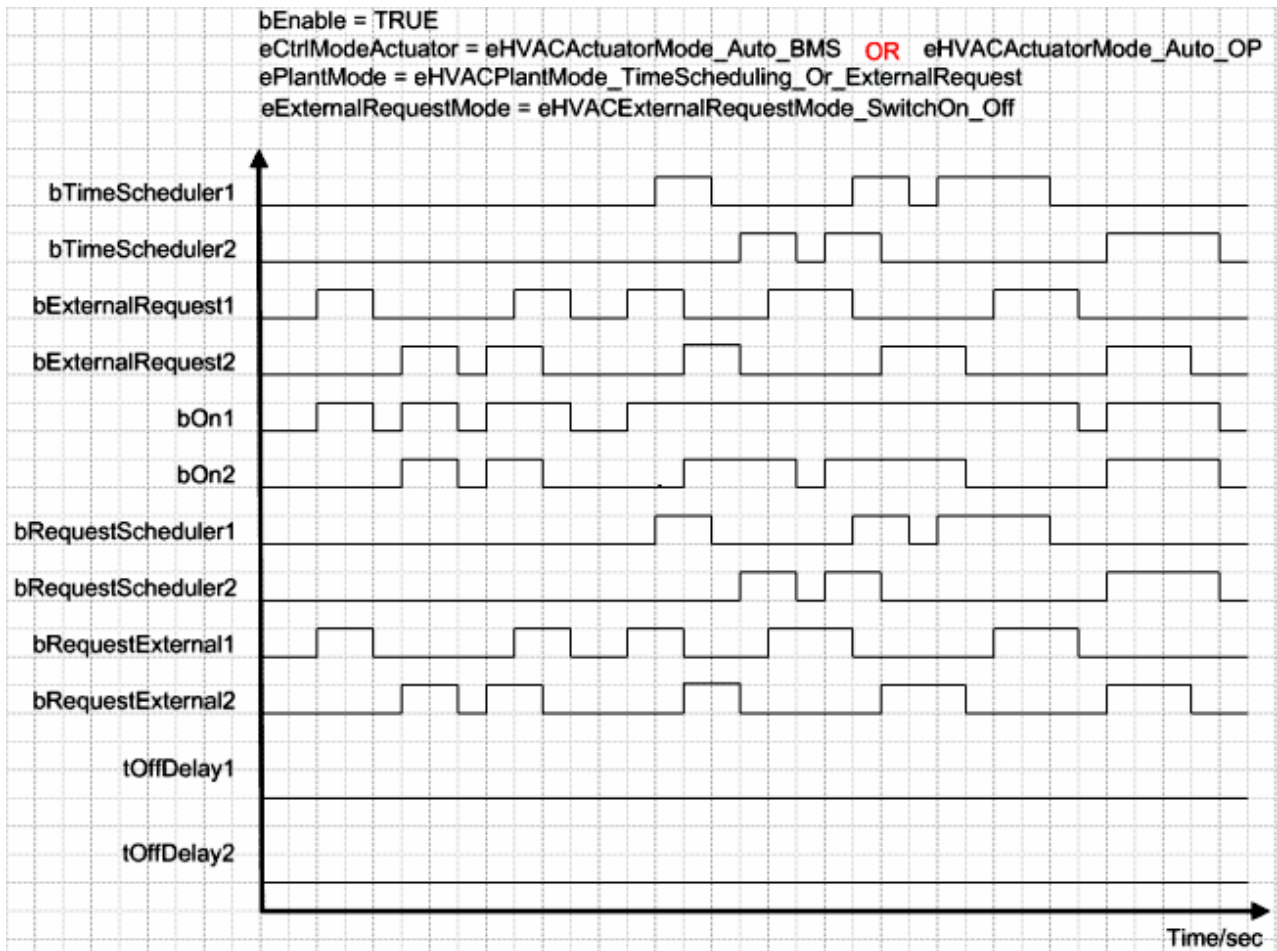 bEnable = TRUE
eCtrlModeActuator = eHVACActuatorMode_Auto_BMS OR eHVACActuatorMode_Auto_OP
ePlantMode = eHVACPlantMode_TimeScheduling_Or_ExternalRequest
eExternalRequestMode = eHVACExternalRequestMode_SwitchOn_Off
bTimeScheduler1
bTimeScheduler2
bExternalRequest1
bExternalRequest2
bOn1
bOn2
bRequestScheduler1
bRequestScheduler2
bRequestExternal1
bRequestExternal2
tOffDelay1
tOffDelay2
Time/sec